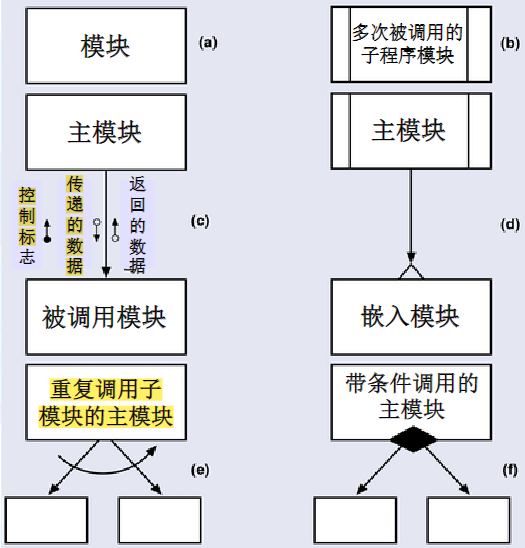 模块
(a)
多次被调用的
子程序模块
(b)
主模块
主模块
控制标志
传递的数据
返回的数据
(c)
(d)
被调用模块
嵌入模块
重复调用子
模块的主模块
(e)
带条件调用的
主模块
(f)